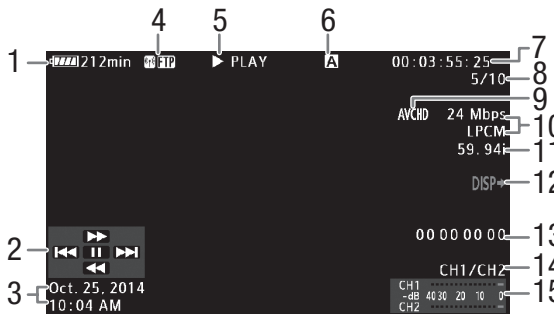 4 5 6 7
1 212min FTP PLAY A 00:03:55:25
5/10 8
9
AVCHD 24 Mbps 10
LPCM
59.94i 11
DISP 12
00 00 00 00 13
2
CH1/CH2 14
3 Oct. 25, 2014
10:04 AM
CH1
-dB 40 30 20 10 0 15
CH2